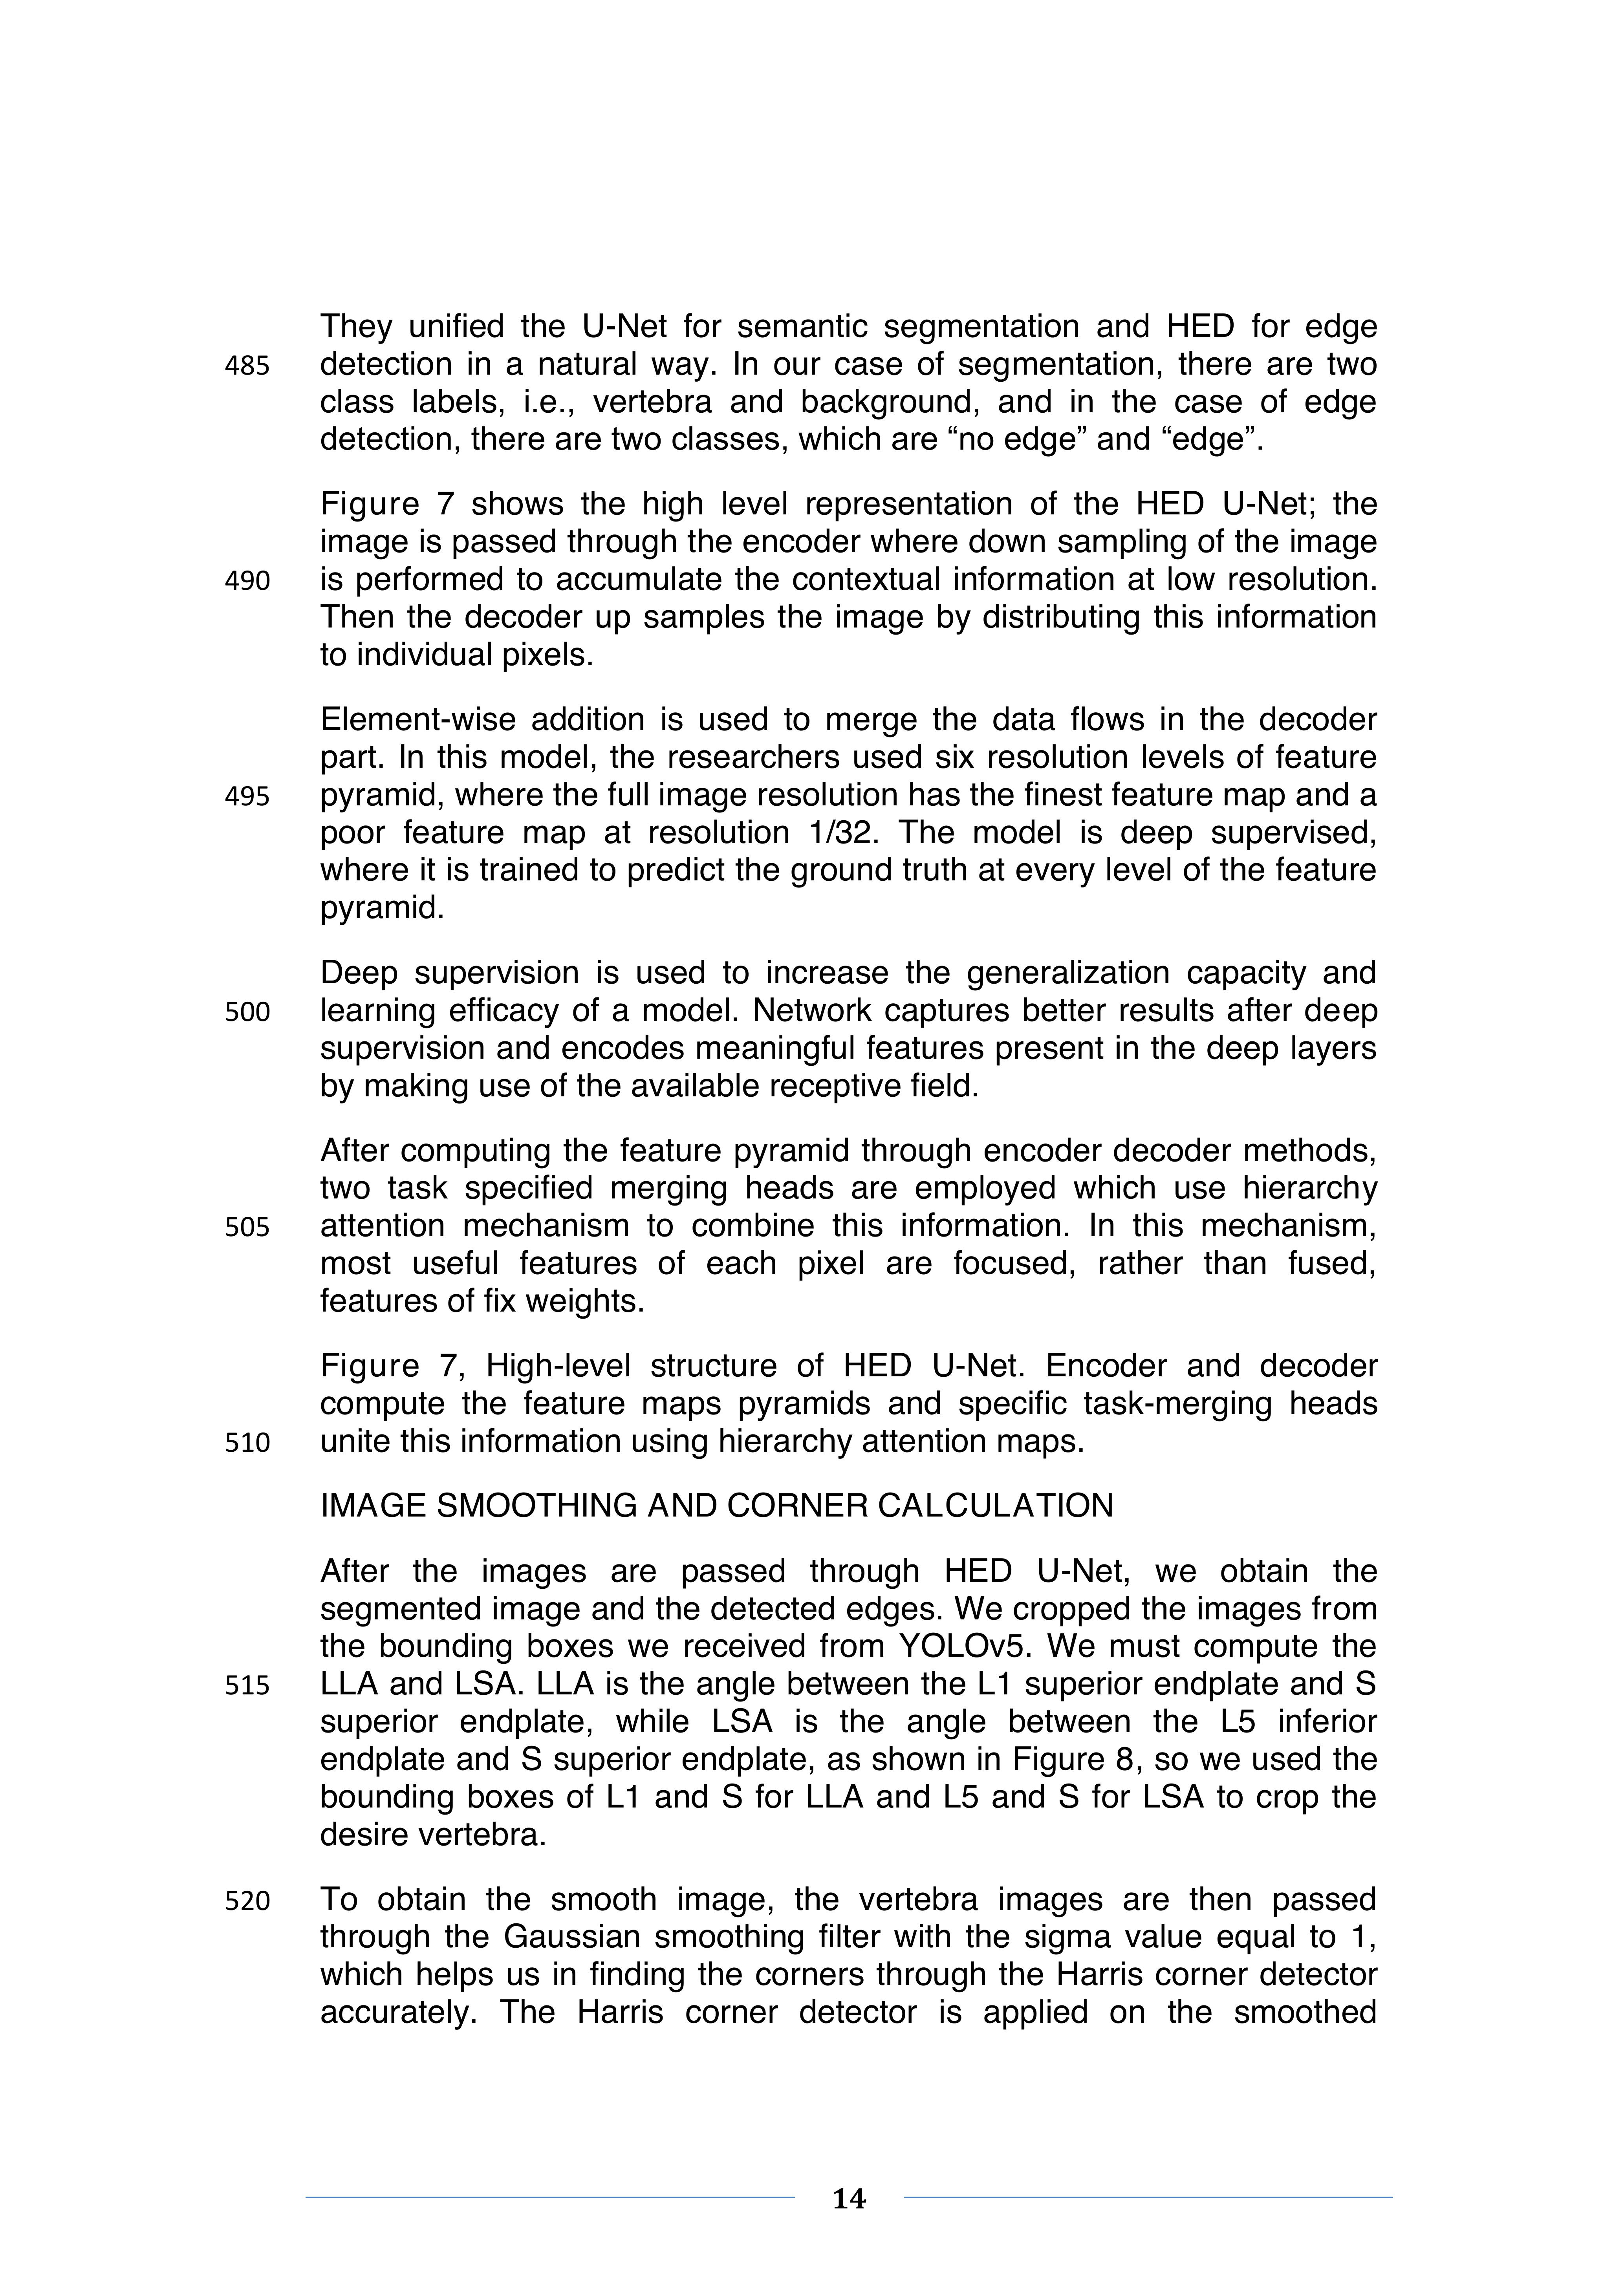 They unified the U-Net for semantic segmentation and HED for edge
485 detection in a natural way. In our case of segmentation, there are two
class labels, i.e., vertebra and background, and in the case of edge
detection, there are two classes, which are “no edge” and “edge”.
Figure 7 shows the high level representation of the HED U-Net; the
image is passed through the encoder where down sampling of the image
490 is performed to accumulate the contextual information at low resolution.
Then the decoder up samples the image by distributing this information
to individual pixels.
Element-wise addition is used to merge the data flows in the decoder
part. In this model, the researchers used six resolution levels of feature
495 pyramid, where the full image resolution has the finest feature map and a
poor feature map at resolution 1/32. The model is deep supervised,
where it is trained to predict the ground truth at every level of the feature
pyramid.
Deep supervision is used to increase the generalization capacity and
500 learning efficacy of a model. Network captures better results after deep
supervision and encodes meaningful features present in the deep layers
by making use of the available receptive field.
After computing the feature pyramid through encoder decoder methods,
two task specified merging heads are employed which use hierarchy
505 attention mechanism to combine this information. In this mechanism,
most useful features of each pixel are focused, rather than fused,
features of fix weights.
Figure 7, High-level structure of HED U-Net. Encoder and decoder
compute the feature maps pyramids and specific task-merging heads
510 unite this information using hierarchy attention maps.
IMAGE SMOOTHING AND CORNER CALCULATION
After the images are passed through HED U-Net, we obtain the
segmented image and the detected edges. We cropped the images from
the bounding boxes we received from YOLOv5. We must compute the
515 LLA and LSA. LLA is the angle between the L1 superior endplate and S
superior endplate, while LSA is the angle between the L5 inferior
endplate and S superior endplate, as shown in Figure 8, so we used the
bounding boxes of L1 and S for LLA and L5 and S for LSA to crop the
desire vertebra.
520 To obtain the smooth image, the vertebra images are then passed
through the Gaussian smoothing filter with the sigma value equal to 1,
which helps us in finding the corners through the Harris corner detector
accurately. The Harris corner detector is applied on the smoothed
14